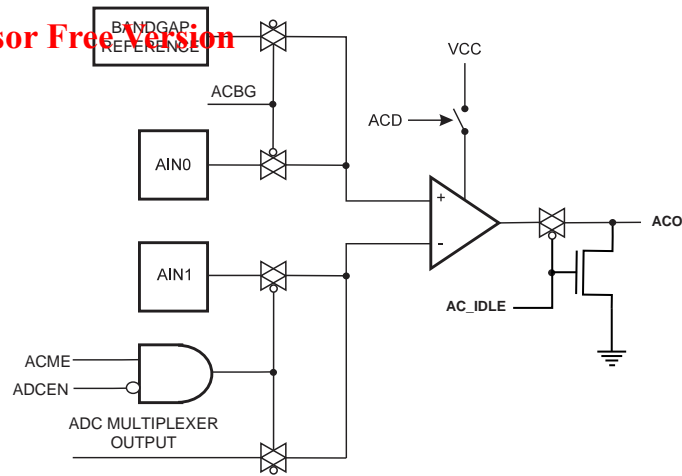 BANDGAP
REFERENCE
sor Free Version
VCC
ACBG
ACD
AIN0
+
-
ACO
AIN1
AC_IDLE
ACME
ADCEN
ADC MULTIPLEXER
OUTPUT